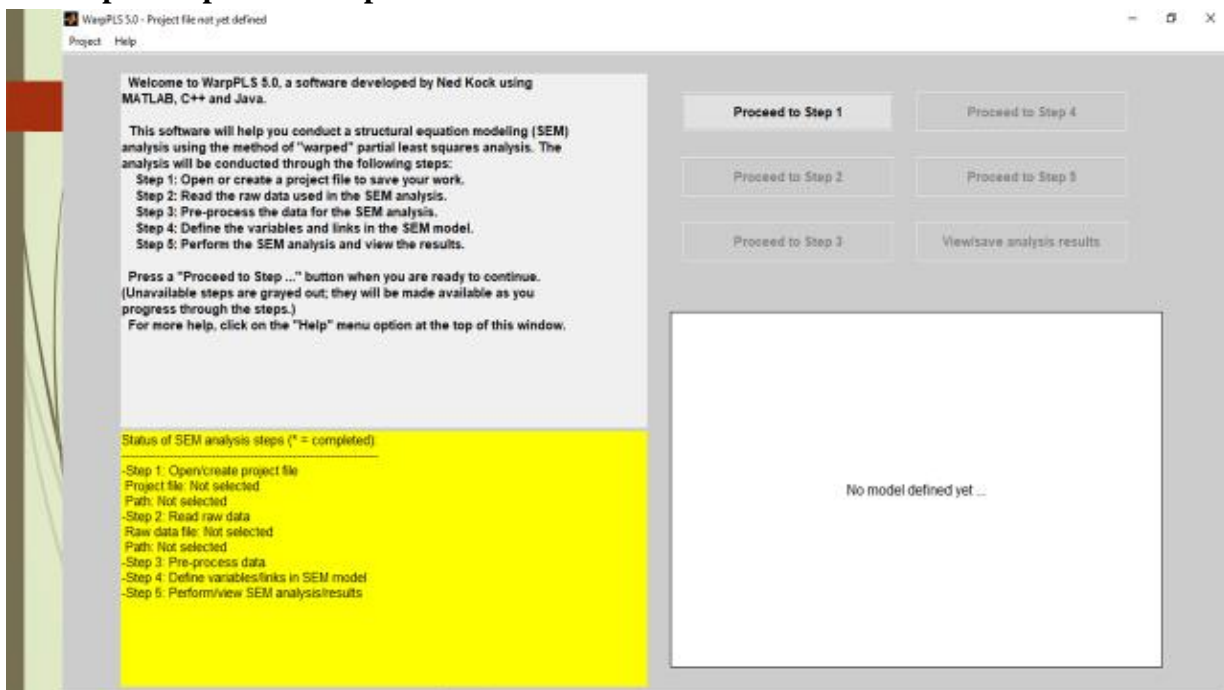 WarpPLS 5.0 - Project file not yet defined
Project Help
Welcome to WarpPLS 5.0, a software developed by Ned Kock using
MATLAB, C++ and Java.
This software will help you conduct a structural equation modeling (SEM)
analysis using the method of "warped" partial least squares analysis. The
analysis will be conducted through the following steps:
Step 1: Open or create a project file to save your work.
Step 2: Read the raw data used in the SEM analysis.
Step 3: Pre-process the data for the SEM analysis.
Step 4: Define the variables and links in the SEM model.
Step 5: Perform the SEM analysis and view the results.
Press a "Proceed to Step ..." button when you are ready to continue.
(Unavailable steps are grayed out; they will be made available as you
progress through the steps.)
For more help, click on the "Help" menu option at the top of this window.
Proceed to Step 1
Proceed to Step 4
Proceed to Step 2
Proceed to Step 5
Proceed to Step 3
View/save analysis results
Status of SEM analysis steps (* = completed):
-Step 1: Open/create project file
Project file: Not selected
Path: Not selected
-Step 2: Read raw data
Raw data file: Not selected
Path: Not selected
-Step 3: Pre-process data
-Step 4: Define variables/links in SEM model
-Step 5: Perform/view SEM analysis/results
No model defined yet ...